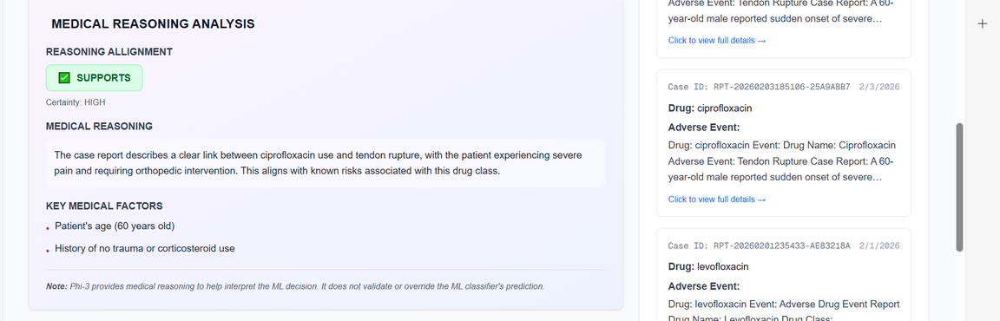 MEDICAL REASONING ANALYSIS
REASONING ALLIGNMENT
SUPPORTS
Certainty: HIGH
MEDICAL REASONING
The case report describes a clear link between ciprofloxacin use and tendon rupture, with the patient experiencing severe
pain and requiring orthopedic intervention. This aligns with known risks associated with this drug class.
KEY MEDICAL FACTORS
• Patient's age (60 years old)
• History of no trauma or corticosteroid use
Note: Phi-3 provides medical reasoning to help interpret the ML decision. It does not validate or override the ML classifier's prediction.
Adverse Event: Tendon Rupture Case Report: A 60-
year-old male reported sudden onset of severe…
Click to view full details →
Case ID: RPT-20260203185106-25A9ABB7 2/3/2026
Drug: ciprofloxacin
Adverse Event:
Drug: ciprofloxacin Event: Drug Name: Ciprofloxacin
Adverse Event: Tendon Rupture Case Report: A 60-
year-old male reported sudden onset of severe…
Click to view full details →
Case ID: RPT-20260201235433-AE83218A 2/1/2026
Drug: levofloxacin
Adverse Event:
Drug: levofloxacin Event: Adverse Drug Event Report
Drug Name: Levofloxacin Drug Class: